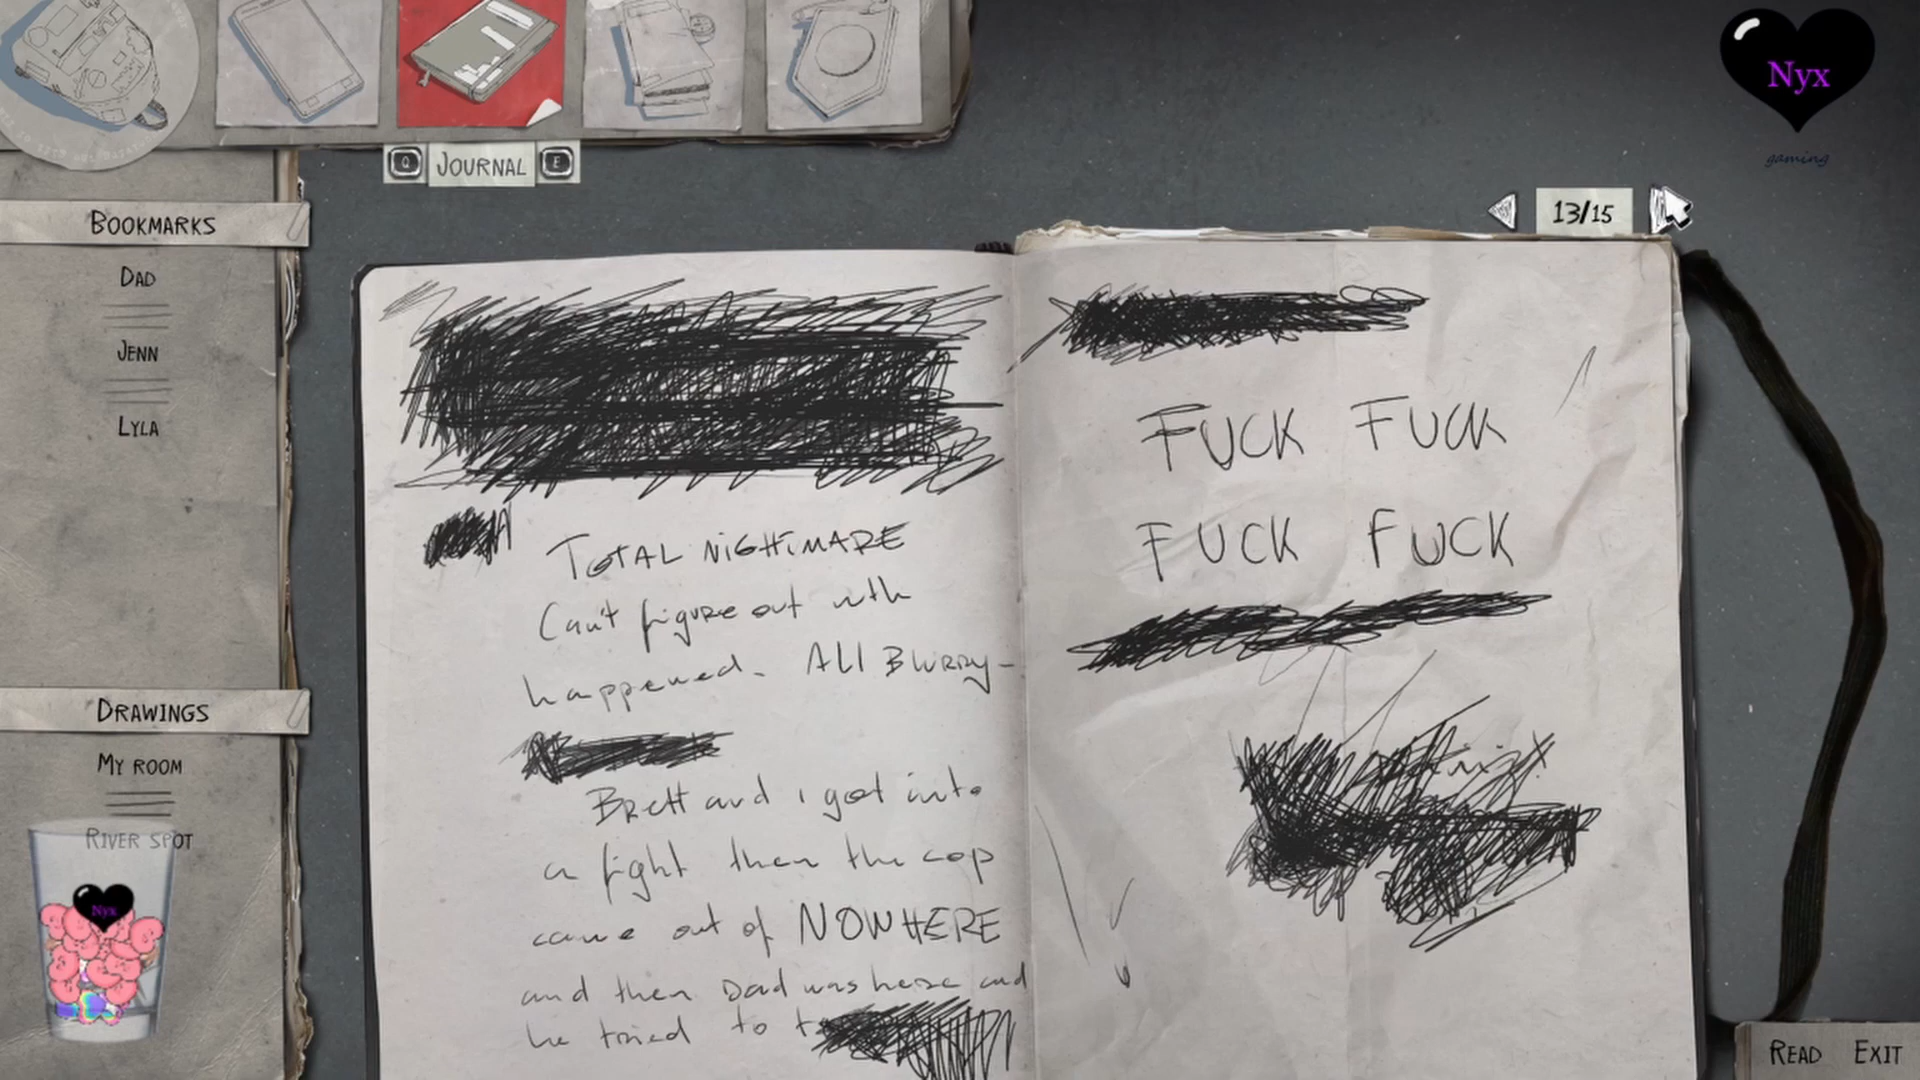 Nyx
gaming
Q JOURNAL E
13/15
BOOKMARKS
DAD
JENN
LYLA
DRAWINGS
MY ROOM
RIVER SPOT
Nyx
TOTAL NIGHTMARE
Can't figure out wth
happened. All Blurry-
Brett and i got into
a fight then the cop
came out of NOWHERE
and then Dad was here and
he tried to
FUCK FUCK
FUCK FUCK
READ EXIT